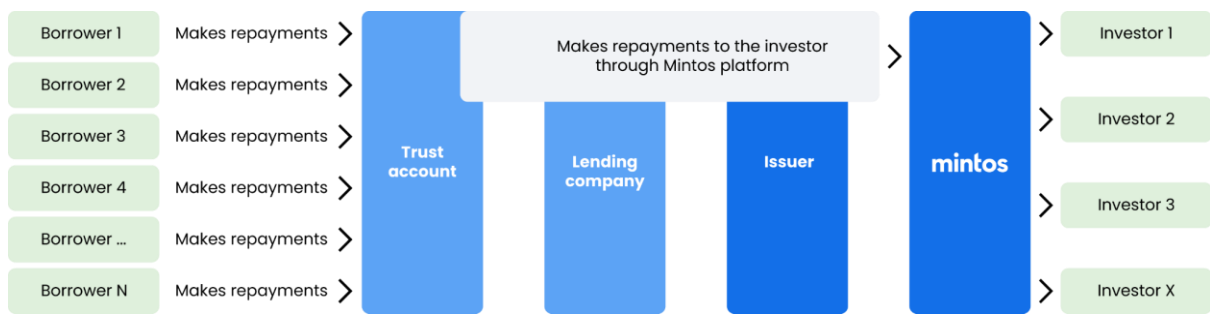 Borrower 1 Makes repayments
Borrower 2 Makes repayments
Borrower 3 Makes repayments
Borrower 4 Makes repayments
Borrower ... Makes repayments
Borrower N Makes repayments
Trust
account
Makes repayments to the investor
through Mintos platform
Lending
company
Issuer
mintos
Investor 1
Investor 2
Investor 3
Investor X